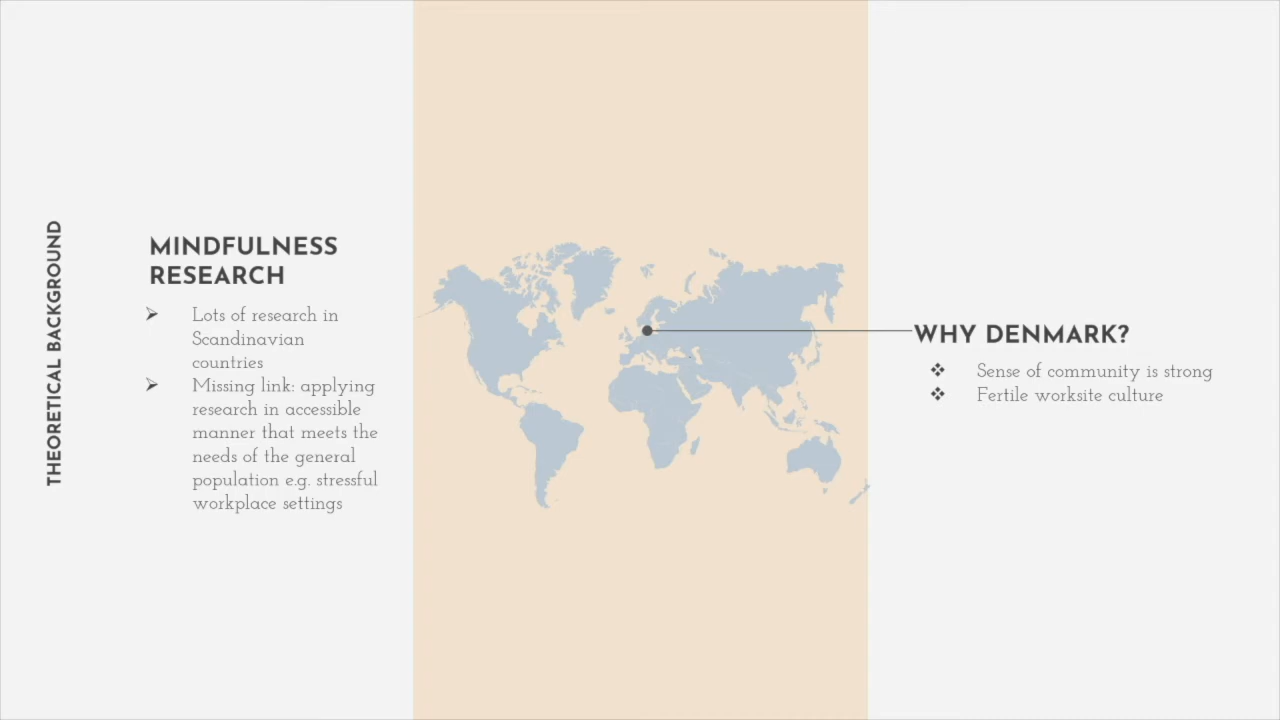 THEORETICAL BACKGROUND
MINDFULNESS
RESEARCH
Lots of research in
Scandinavian
countries
Missing link: applying
research in accessible
manner that meets the
needs of the general
population e.g. stressful
workplace settings
WHY DENMARK?
Sense of community is strong
Fertile worksite culture